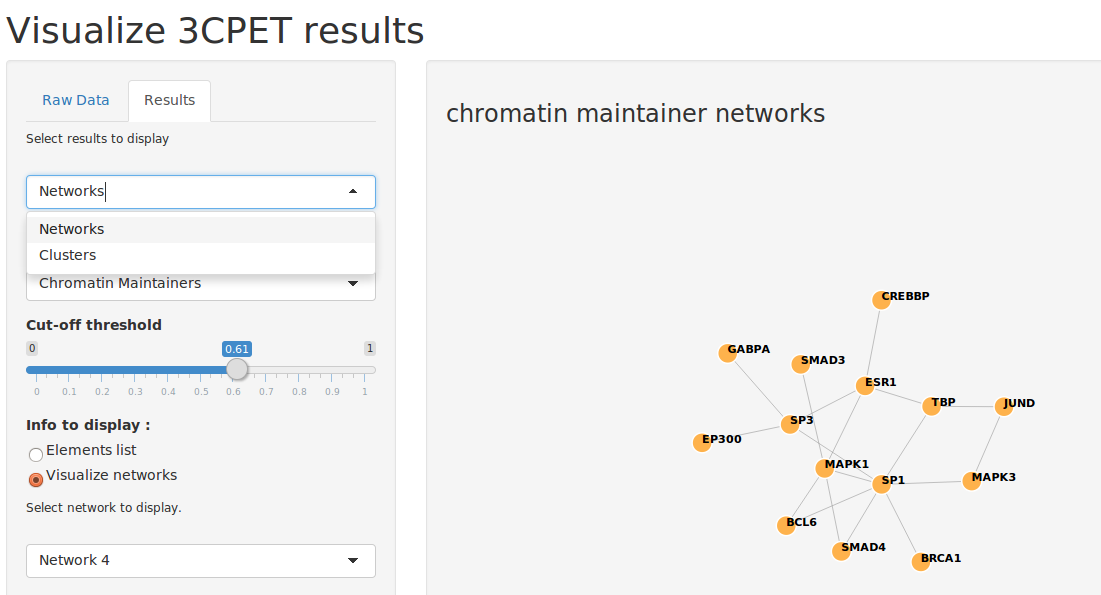 Visualize 3CPET results
Raw Data
Results
Select results to display
Networks
Networks
Clusters
Chromatin Maintainers
Cut-off threshold
0
0.61
1
0 0.1 0.2 0.3 0.4 0.5 0.6 0.7 0.8 0.9 1
Info to display :
Elements list
Visualize networks
Select network to display.
Network 4
chromatin maintainer networks
CREBBP
GABPA
SMAD3
ESR1
TBP
JUND
SP3
EP300
MAPK1
SP1
MAPK3
BCL6
SMAD4
BRCA1